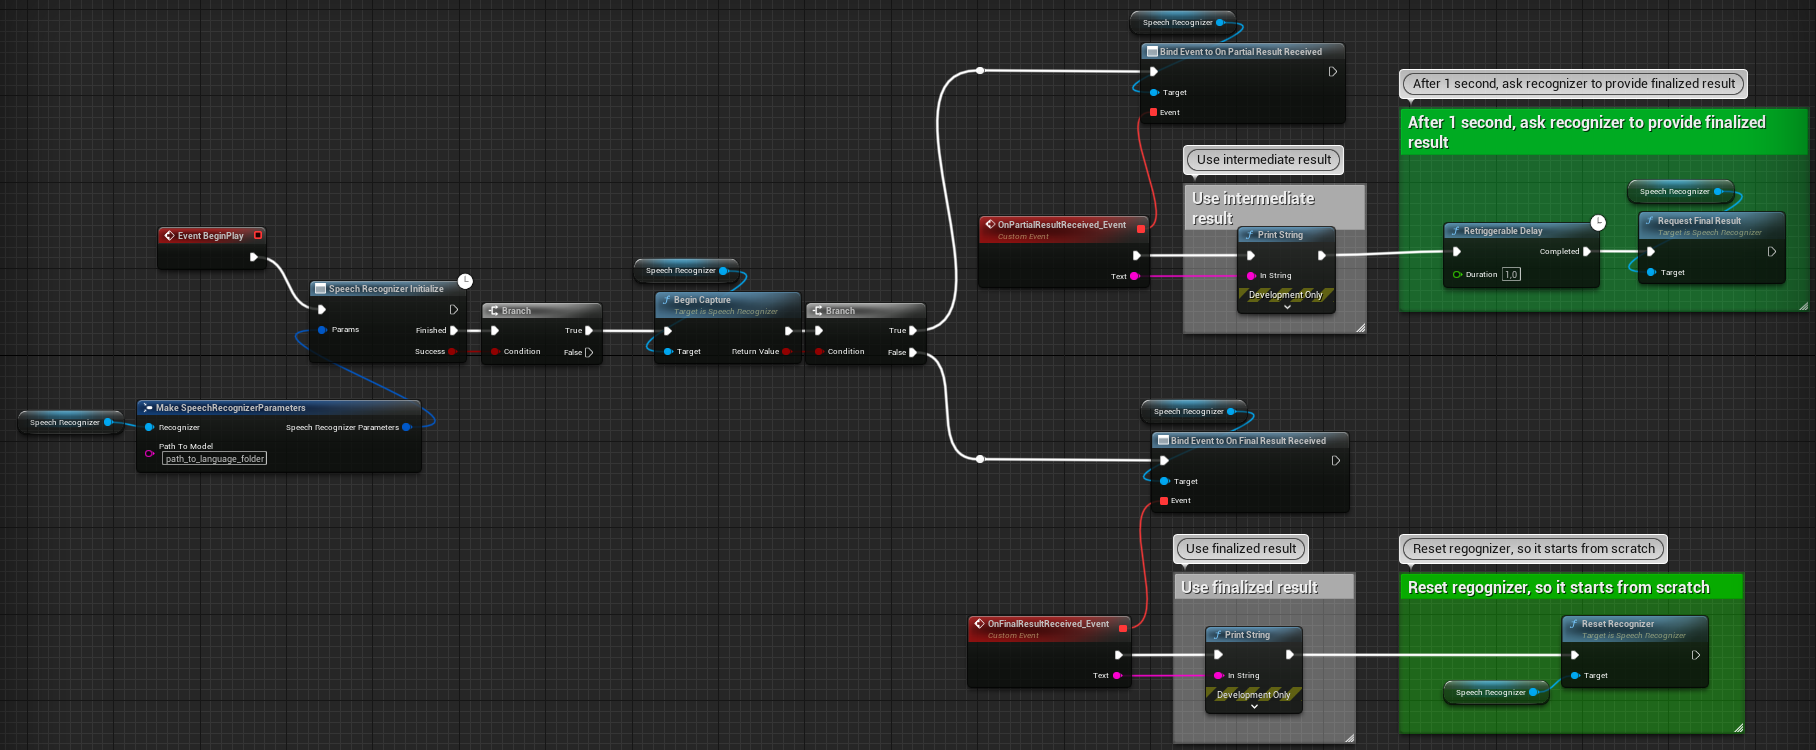 Speech Recognizer
Bind Event to On Partial Result Received
Target
Event
After 1 second, ask recognizer to provide finalized result
After 1 second, ask recognizer to provide finalized
result
Use intermediate result
Use intermediate
result
OnPartialResultReceived_Event
Custom Event
Text
Print String
In String
Development Only
Retriggerable Delay
Completed
Duration 1,0
Speech Recognizer
Request Final Result
Target is Speech Recognizer
Target
Event BeginPlay
Speech Recognizer Initialize
Params
Finished
Success
Branch
True
Condition
False
Speech Recognizer
Begin Capture
Target is Speech Recognizer
Target
Return Value
Branch
True
Condition
False
Speech Recognizer
Make SpeechRecognizerParameters
Recognizer
Speech Recognizer Parameters
Path To Model
path_to_language_folder
Speech Recognizer
Bind Event to On Final Result Received
Target
Event
Use finalized result
Use finalized result
OnFinalResultReceived_Event
Custom Event
Text
Print String
In String
Development Only
Reset regognizer, so it starts from scratch
Reset regognizer, so it starts from scratch
Reset Recognizer
Target is Speech Recognizer
Target
Speech Recognizer